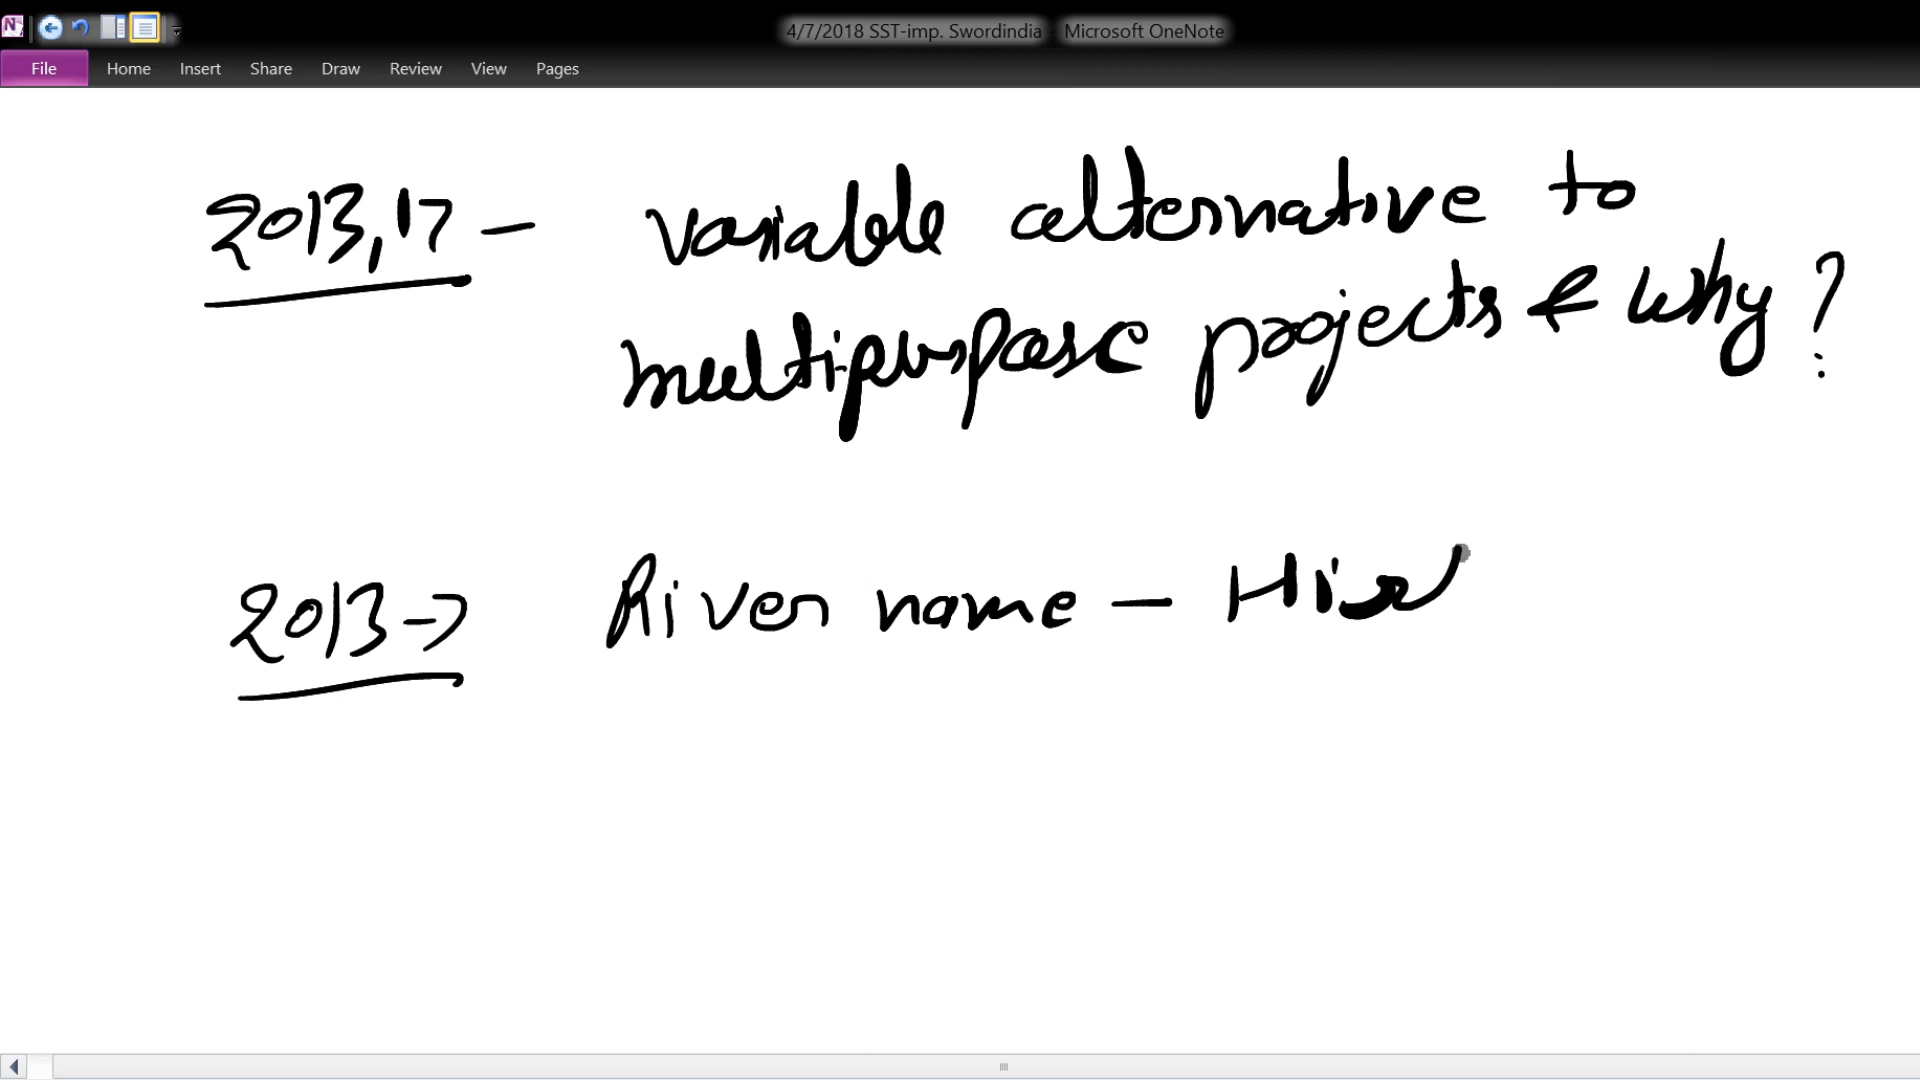 4/7/2018 SST-imp. Swordindia - Microsoft OneNote
File Home Insert Share Draw Review View Pages
2013,17 - variable alternative to
multipurpose projects & why?
2013 -> River name - Hir